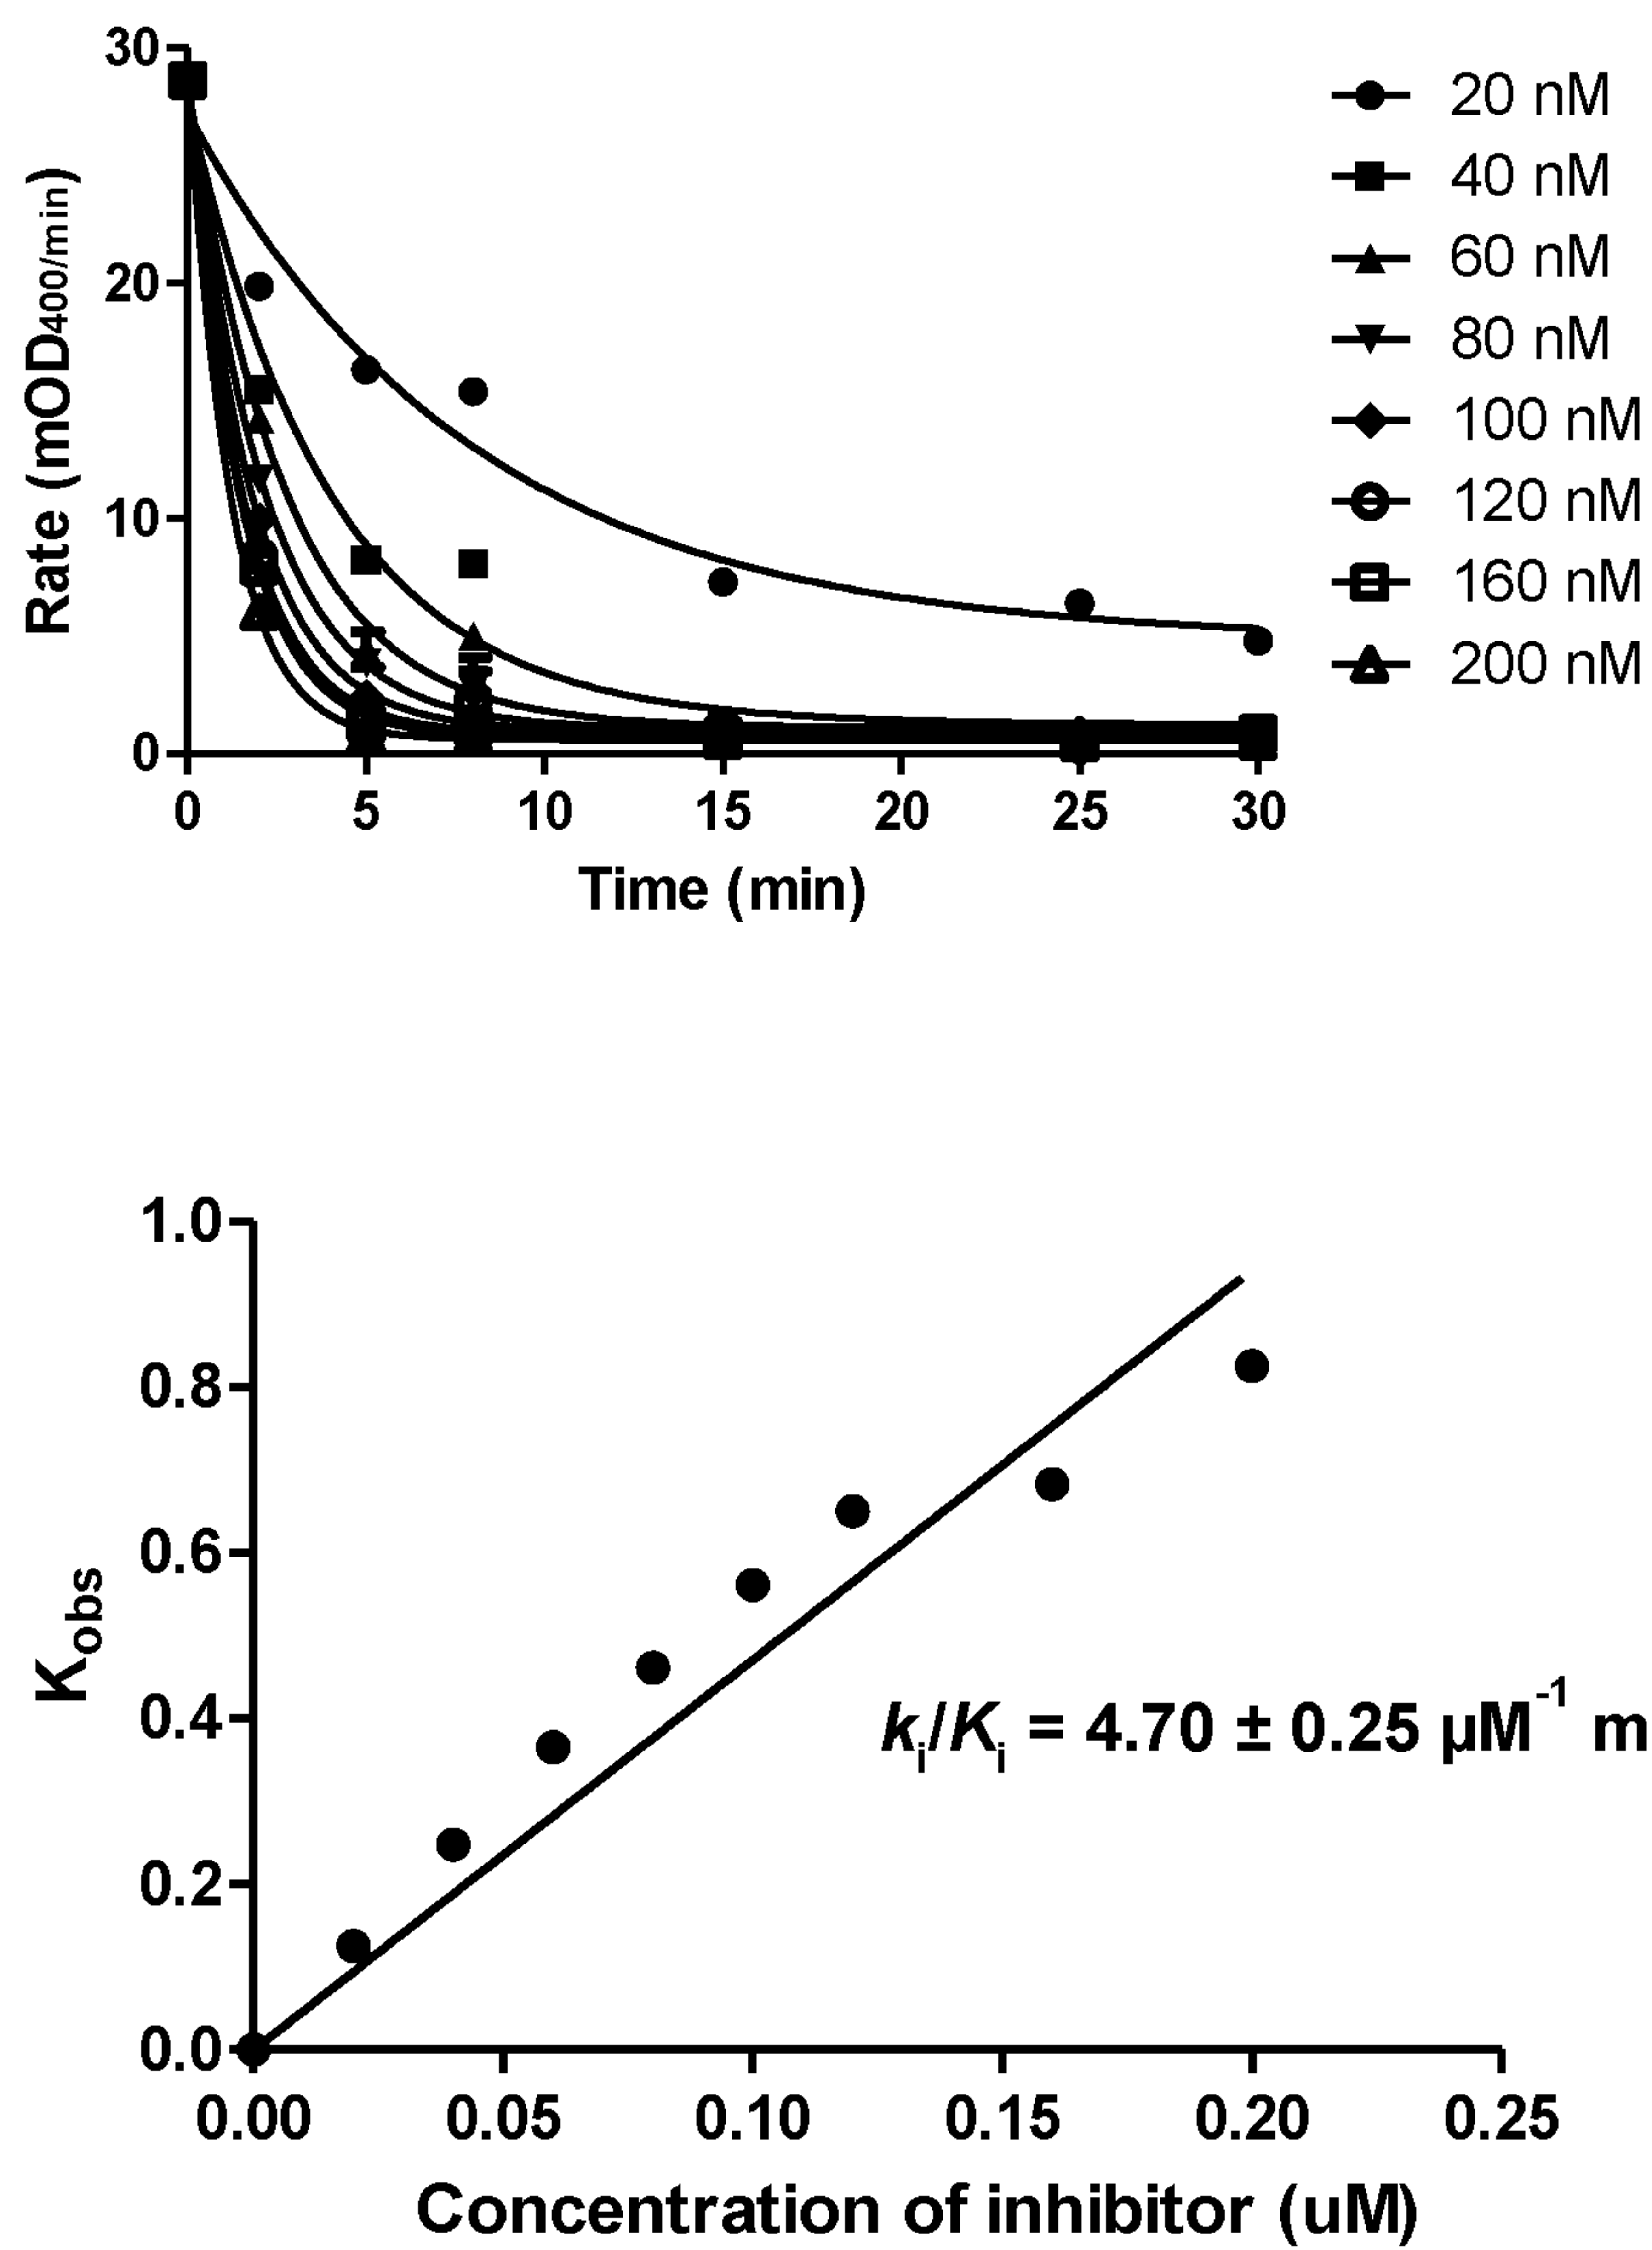 30
20
10
0
Rate (mOD400/min)
0 5 10 15 20 25 30
Time (min)
20 nM
40 nM
60 nM
80 nM
100 nM
120 nM
160 nM
200 nM
1.0
0.8
0.6
0.4
0.2
0.0
Kobs
ki/Ki = 4.70 ± 0.25 µM-1 m
0.00 0.05 0.10 0.15 0.20 0.25
Concentration of inhibitor (uM)